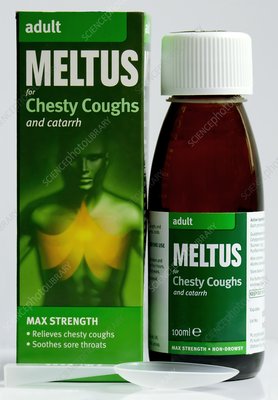 adult
MELTUS
for
Chesty Coughs
and catarrh
MAX STRENGTH
• Relieves chesty coughs
• Soothes sore throats
adult
MELTUS
for
Chesty Coughs
and catarrh
100ml e
MAX STRENGTH • NON-DROWSY
SCIENCEPHOTOLIBRARY